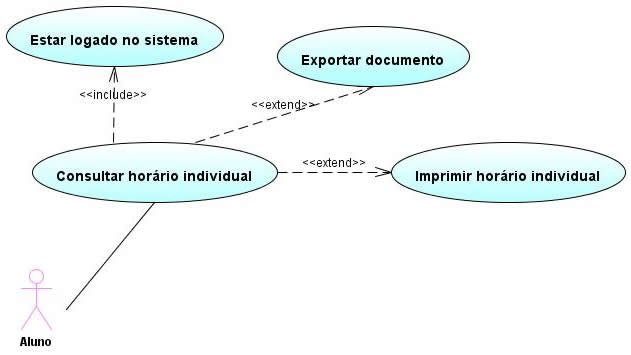 Estar logado no sistema
Exportar documento
<<include>>
<<extend>>
<<extend>>
Consultar horário individual
Imprimir horário individual
Aluno